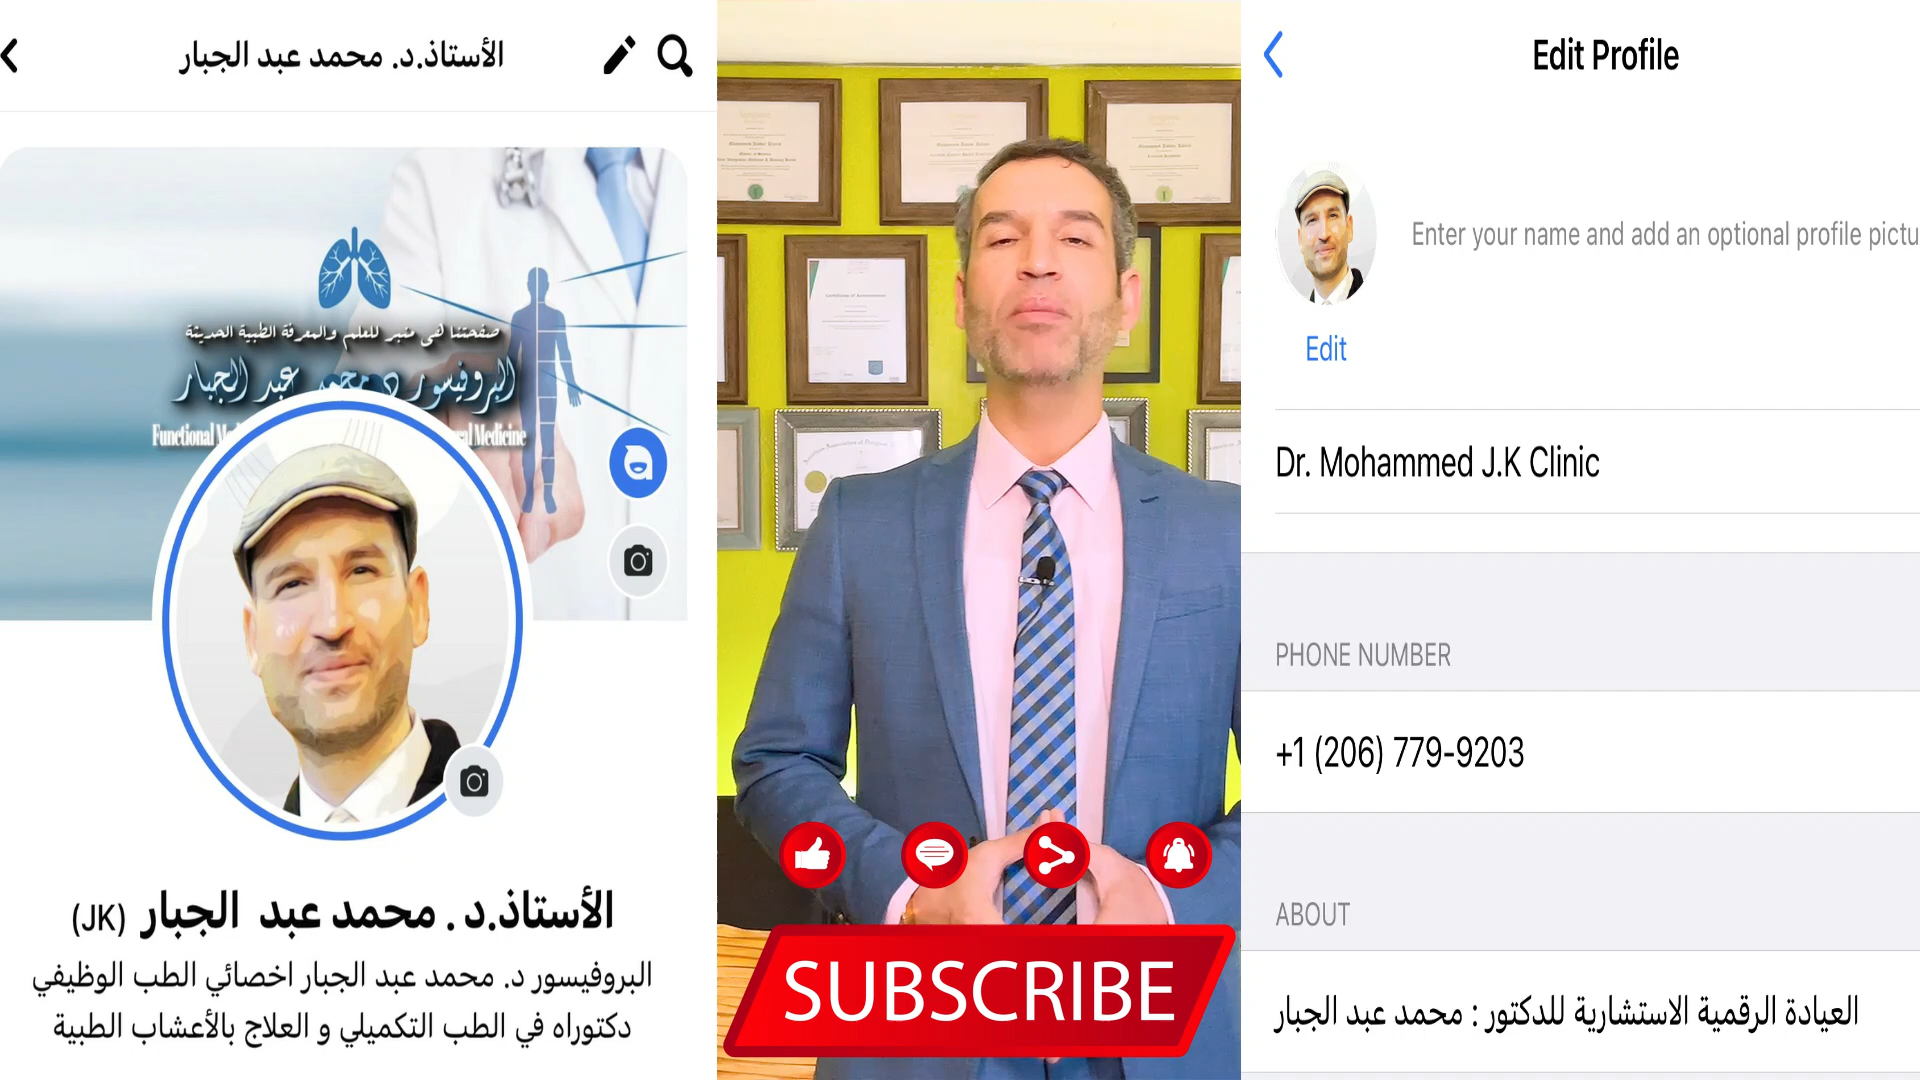 الأستاذ.د. محمد عبد الجبار
صفحتنا هي منبر للعلم والمعرفة الطبية الحديثة
البروفيسور د محمد عبد الجبار
Functional
Medicine
الأستاذ.د. محمد عبد الجبار (JK)
البروفيسور د. محمد عبد الجبار اخصائي الطب الوظيفي
دكتوراه في الطب التكميلي و العلاج بالأعشاب الطبية
Certificate of Achievement
SUBSCRIBE
Edit Profile
Enter your name and add an optional profile pictu
Edit
Dr. Mohammed J.K Clinic
PHONE NUMBER
+1 (206) 779-9203
ABOUT
العيادة الرقمية الاستشارية للدكتور : محمد عبد الجبار